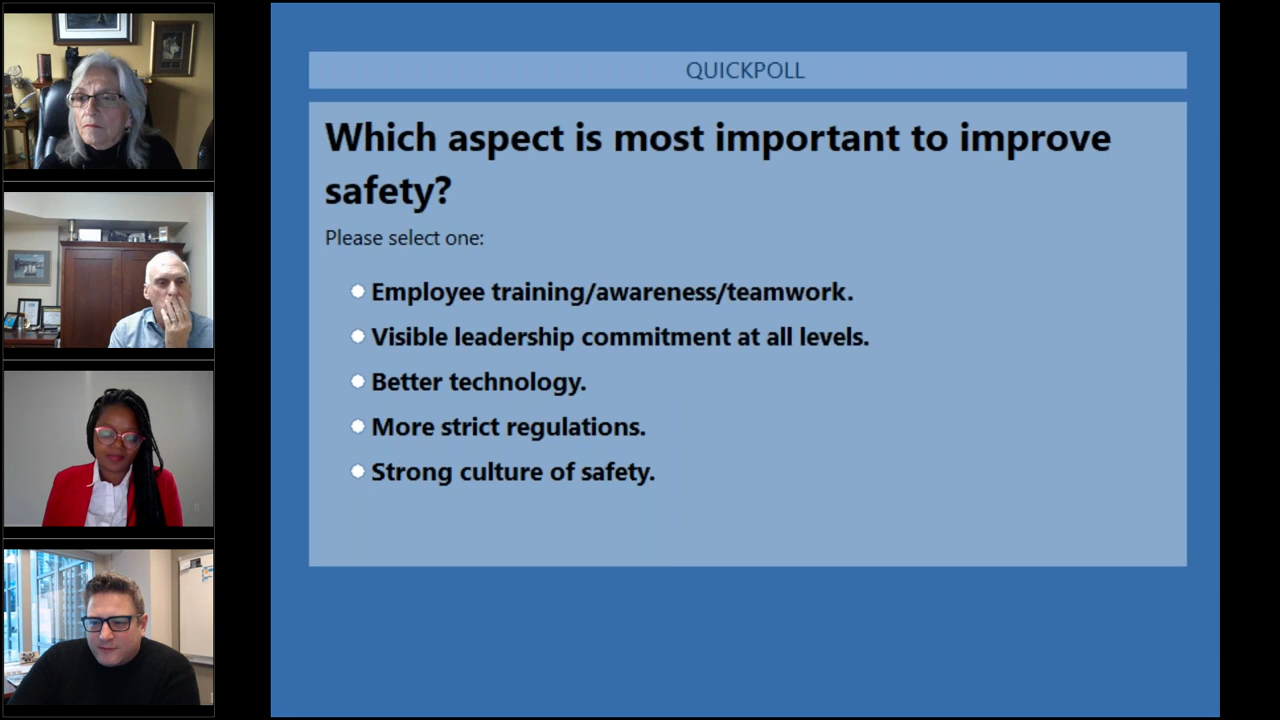 QUICKPOLL
Which aspect is most important to improve
safety?
Please select one:
Employee training/awareness/teamwork.
Visible leadership commitment at all levels.
Better technology.
More strict regulations.
Strong culture of safety.